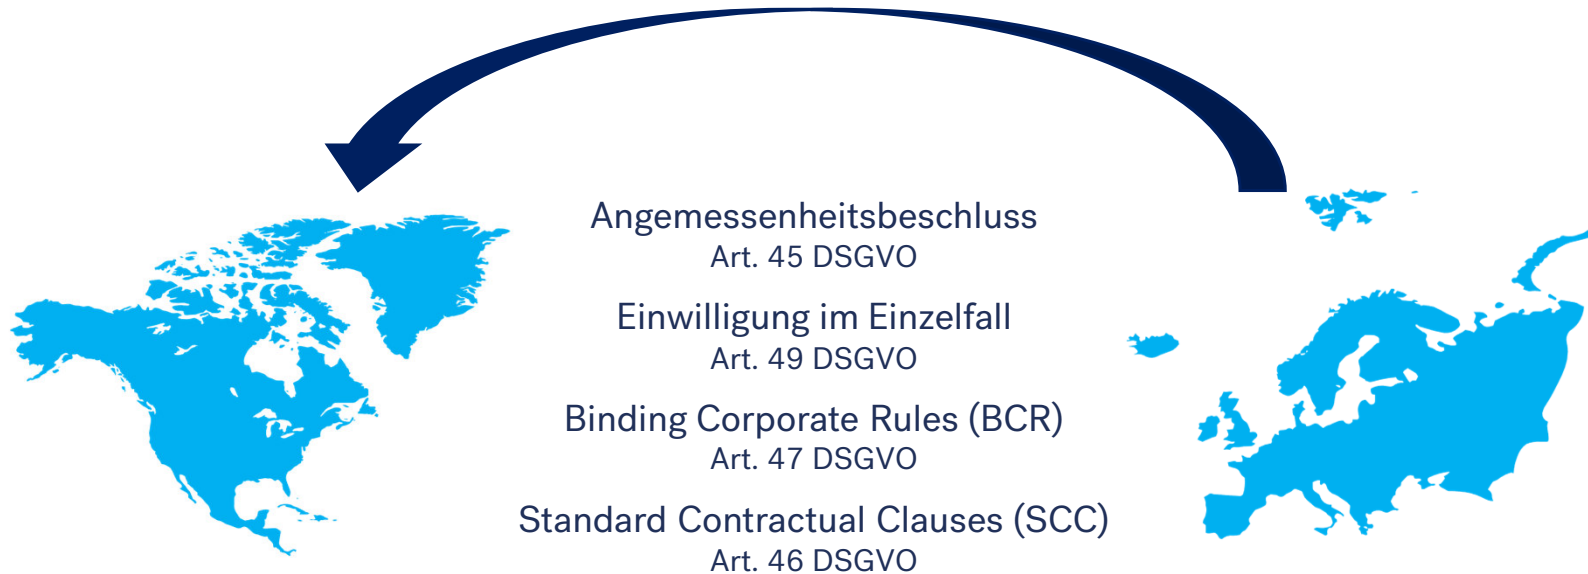 Angemessenheitsbeschluss
Art. 45 DSGVO
Einwilligung im Einzelfall
Art. 49 DSGVO
Binding Corporate Rules (BCR)
Art. 47 DSGVO
Standard Contractual Clauses (SCC)
Art. 46 DSGVO